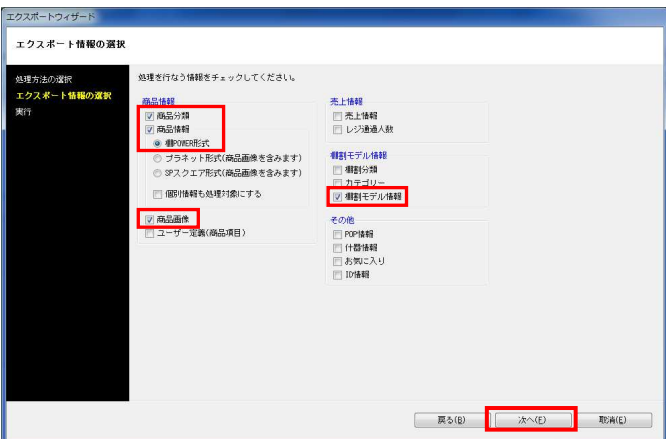 エクスポートウィザード
エクスポート情報の選択
処理方法の選択
エクスポート情報の選択
実行
処理を行なう情報をチェックしてください。
商品情報
商品分類
商品情報
棚POWER形式
プラネット形式(商品画像を含みます)
SPスクエア形式(商品画像を含みます)
個別情報も処理対象にする
商品画像
ユーザー定義(商品項目)
売上情報
売上情報
レジ通過人数
棚割モデル情報
棚割分類
カテゴリー
棚割モデル情報
その他
POP情報
什器情報
お気に入り
ID情報
戻る(B)
次へ(F)
取消(E)